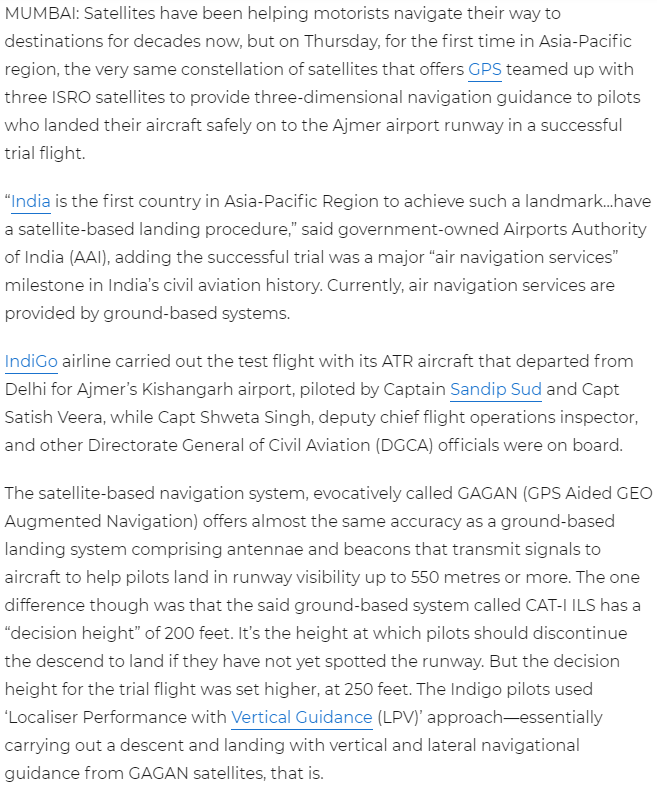 MUMBAI: Satellites have been helping motorists navigate their way to
destinations for decades now, but on Thursday, for the first time in Asia-Pacific
region, the very same constellation of satellites that offers GPS teamed up with
three ISRO satellites to provide three-dimensional navigation guidance to pilots
who landed their aircraft safely on to the Ajmer airport runway in a successful
trial flight.
“India is the first country in Asia-Pacific Region to achieve such a landmark...have
a satellite-based landing procedure,” said government-owned Airports Authority
of India (AAI), adding the successful trial was a major “air navigation services”
milestone in India’s civil aviation history. Currently, air navigation services are
provided by ground-based systems.
IndiGo airline carried out the test flight with its ATR aircraft that departed from
Delhi for Ajmer’s Kishangarh airport, piloted by Captain Sandip Sud and Capt
Satish Veera, while Capt Shweta Singh, deputy chief flight operations inspector,
and other Directorate General of Civil Aviation (DGCA) officials were on board.
The satellite-based navigation system, evocatively called GAGAN (GPS Aided GEO
Augmented Navigation) offers almost the same accuracy as a ground-based
landing system comprising antennae and beacons that transmit signals to
aircraft to help pilots land in runway visibility up to 550 metres or more. The one
difference though was that the said ground-based system called CAT-I ILS has a
“decision height” of 200 feet. It’s the height at which pilots should discontinue
the descend to land if they have not yet spotted the runway. But the decision
height for the trial flight was set higher, at 250 feet. The Indigo pilots used
‘Localiser Performance with Vertical Guidance (LPV)’ approach—essentially
carrying out a descent and landing with vertical and lateral navigational
guidance from GAGAN satellites, that is.